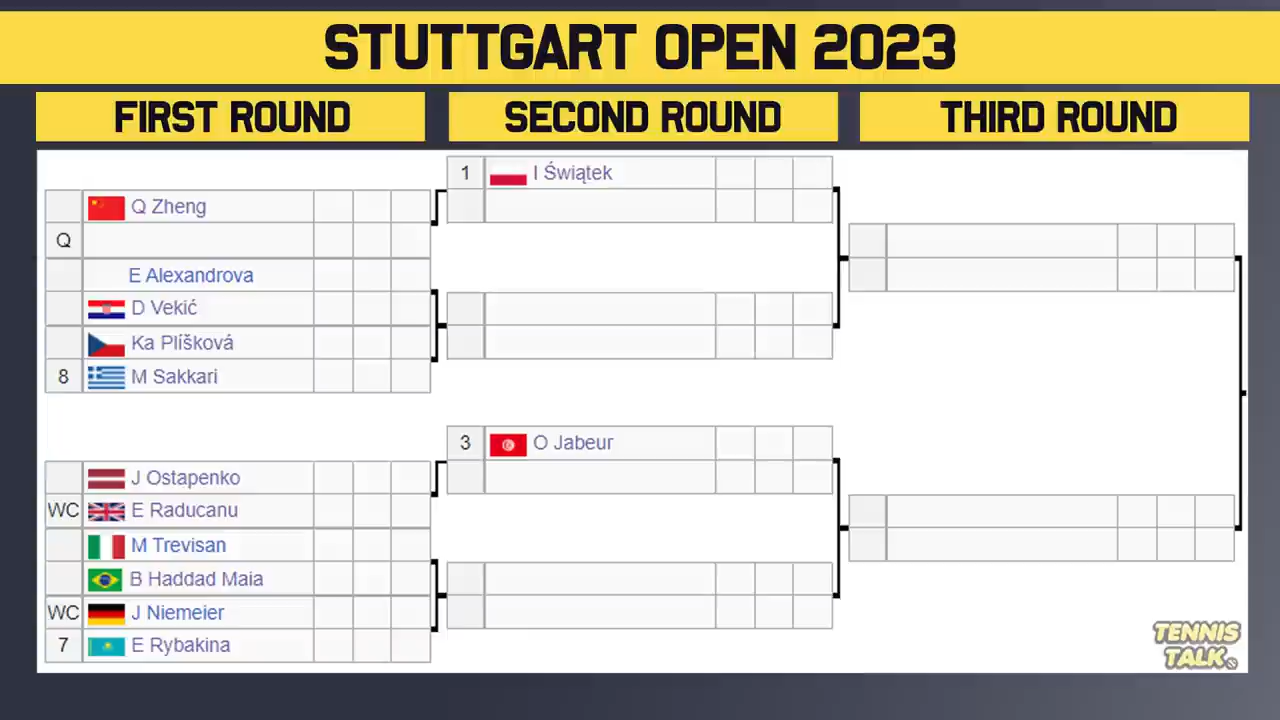 STUTTGART OPEN 2023
FIRST ROUND
SECOND ROUND
THIRD ROUND
1 I Świątek
Q Zheng
Q
E Alexandrova
D Vekić
Ka Plíšková
8 M Sakkari
3 O Jabeur
J Ostapenko
WC E Raducanu
M Trevisan
B Haddad Maia
WC J Niemeier
7 E Rybakina
TENNIS
TALK